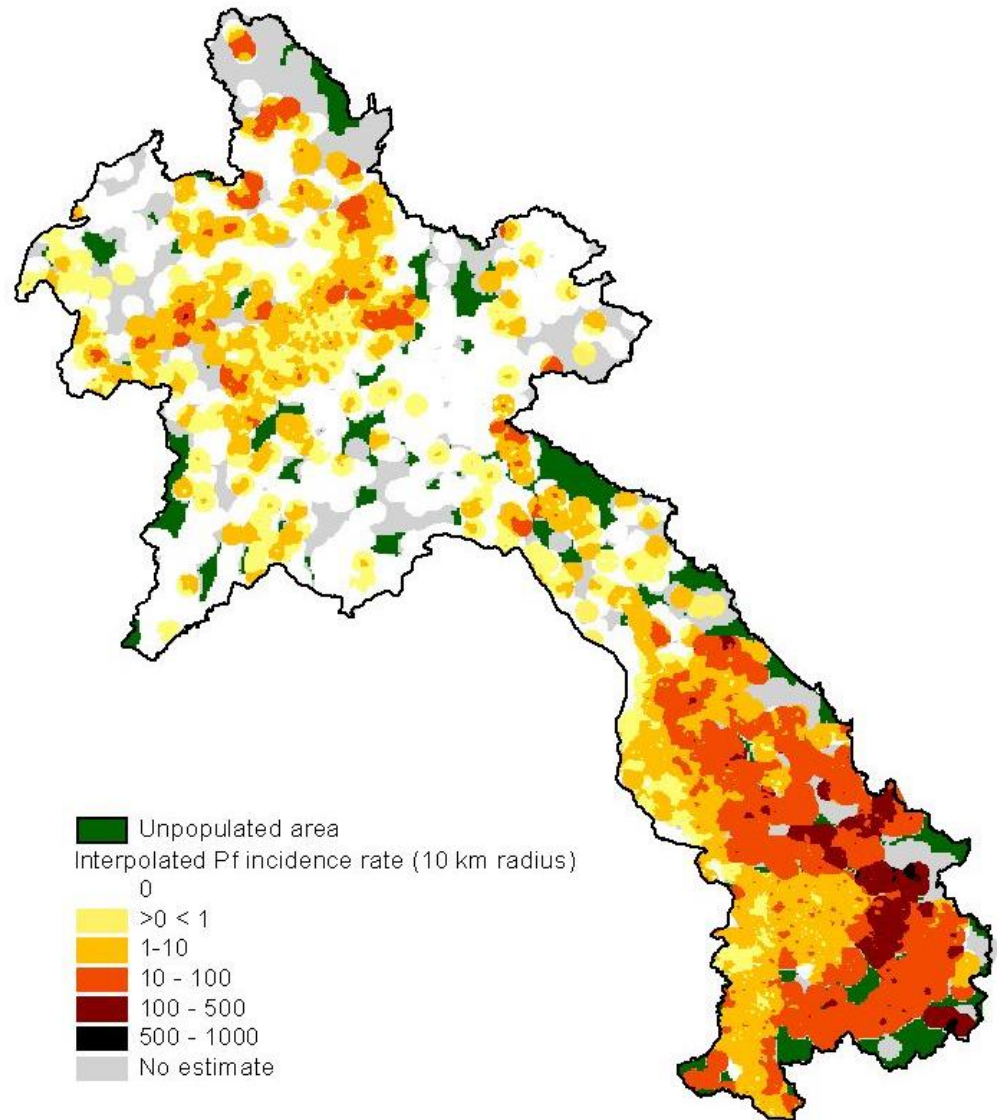 Unpopulated area
Interpolated Pf incidence rate (10 km radius)
0
>0 < 1
1-10
10 - 100
100 - 500
500 - 1000
No estimate